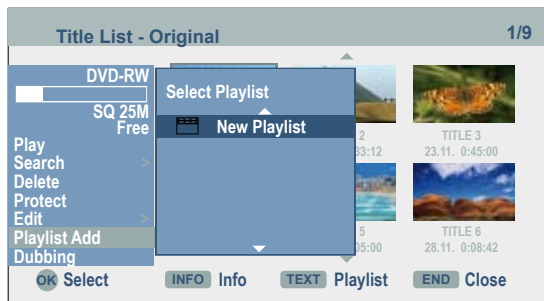 Title List - Original
1/9
DVD-RW
SQ 25M
Free
Play
Search >
Delete
Protect
Edit >
Playlist Add
Dubbing
Select Playlist
New Playlist
2
33:12
TITLE 3
23.11. 0:45:00
5
05:00
TITLE 6
28.11. 0:08:42
OK Select
INFO Info
TEXT Playlist
END Close